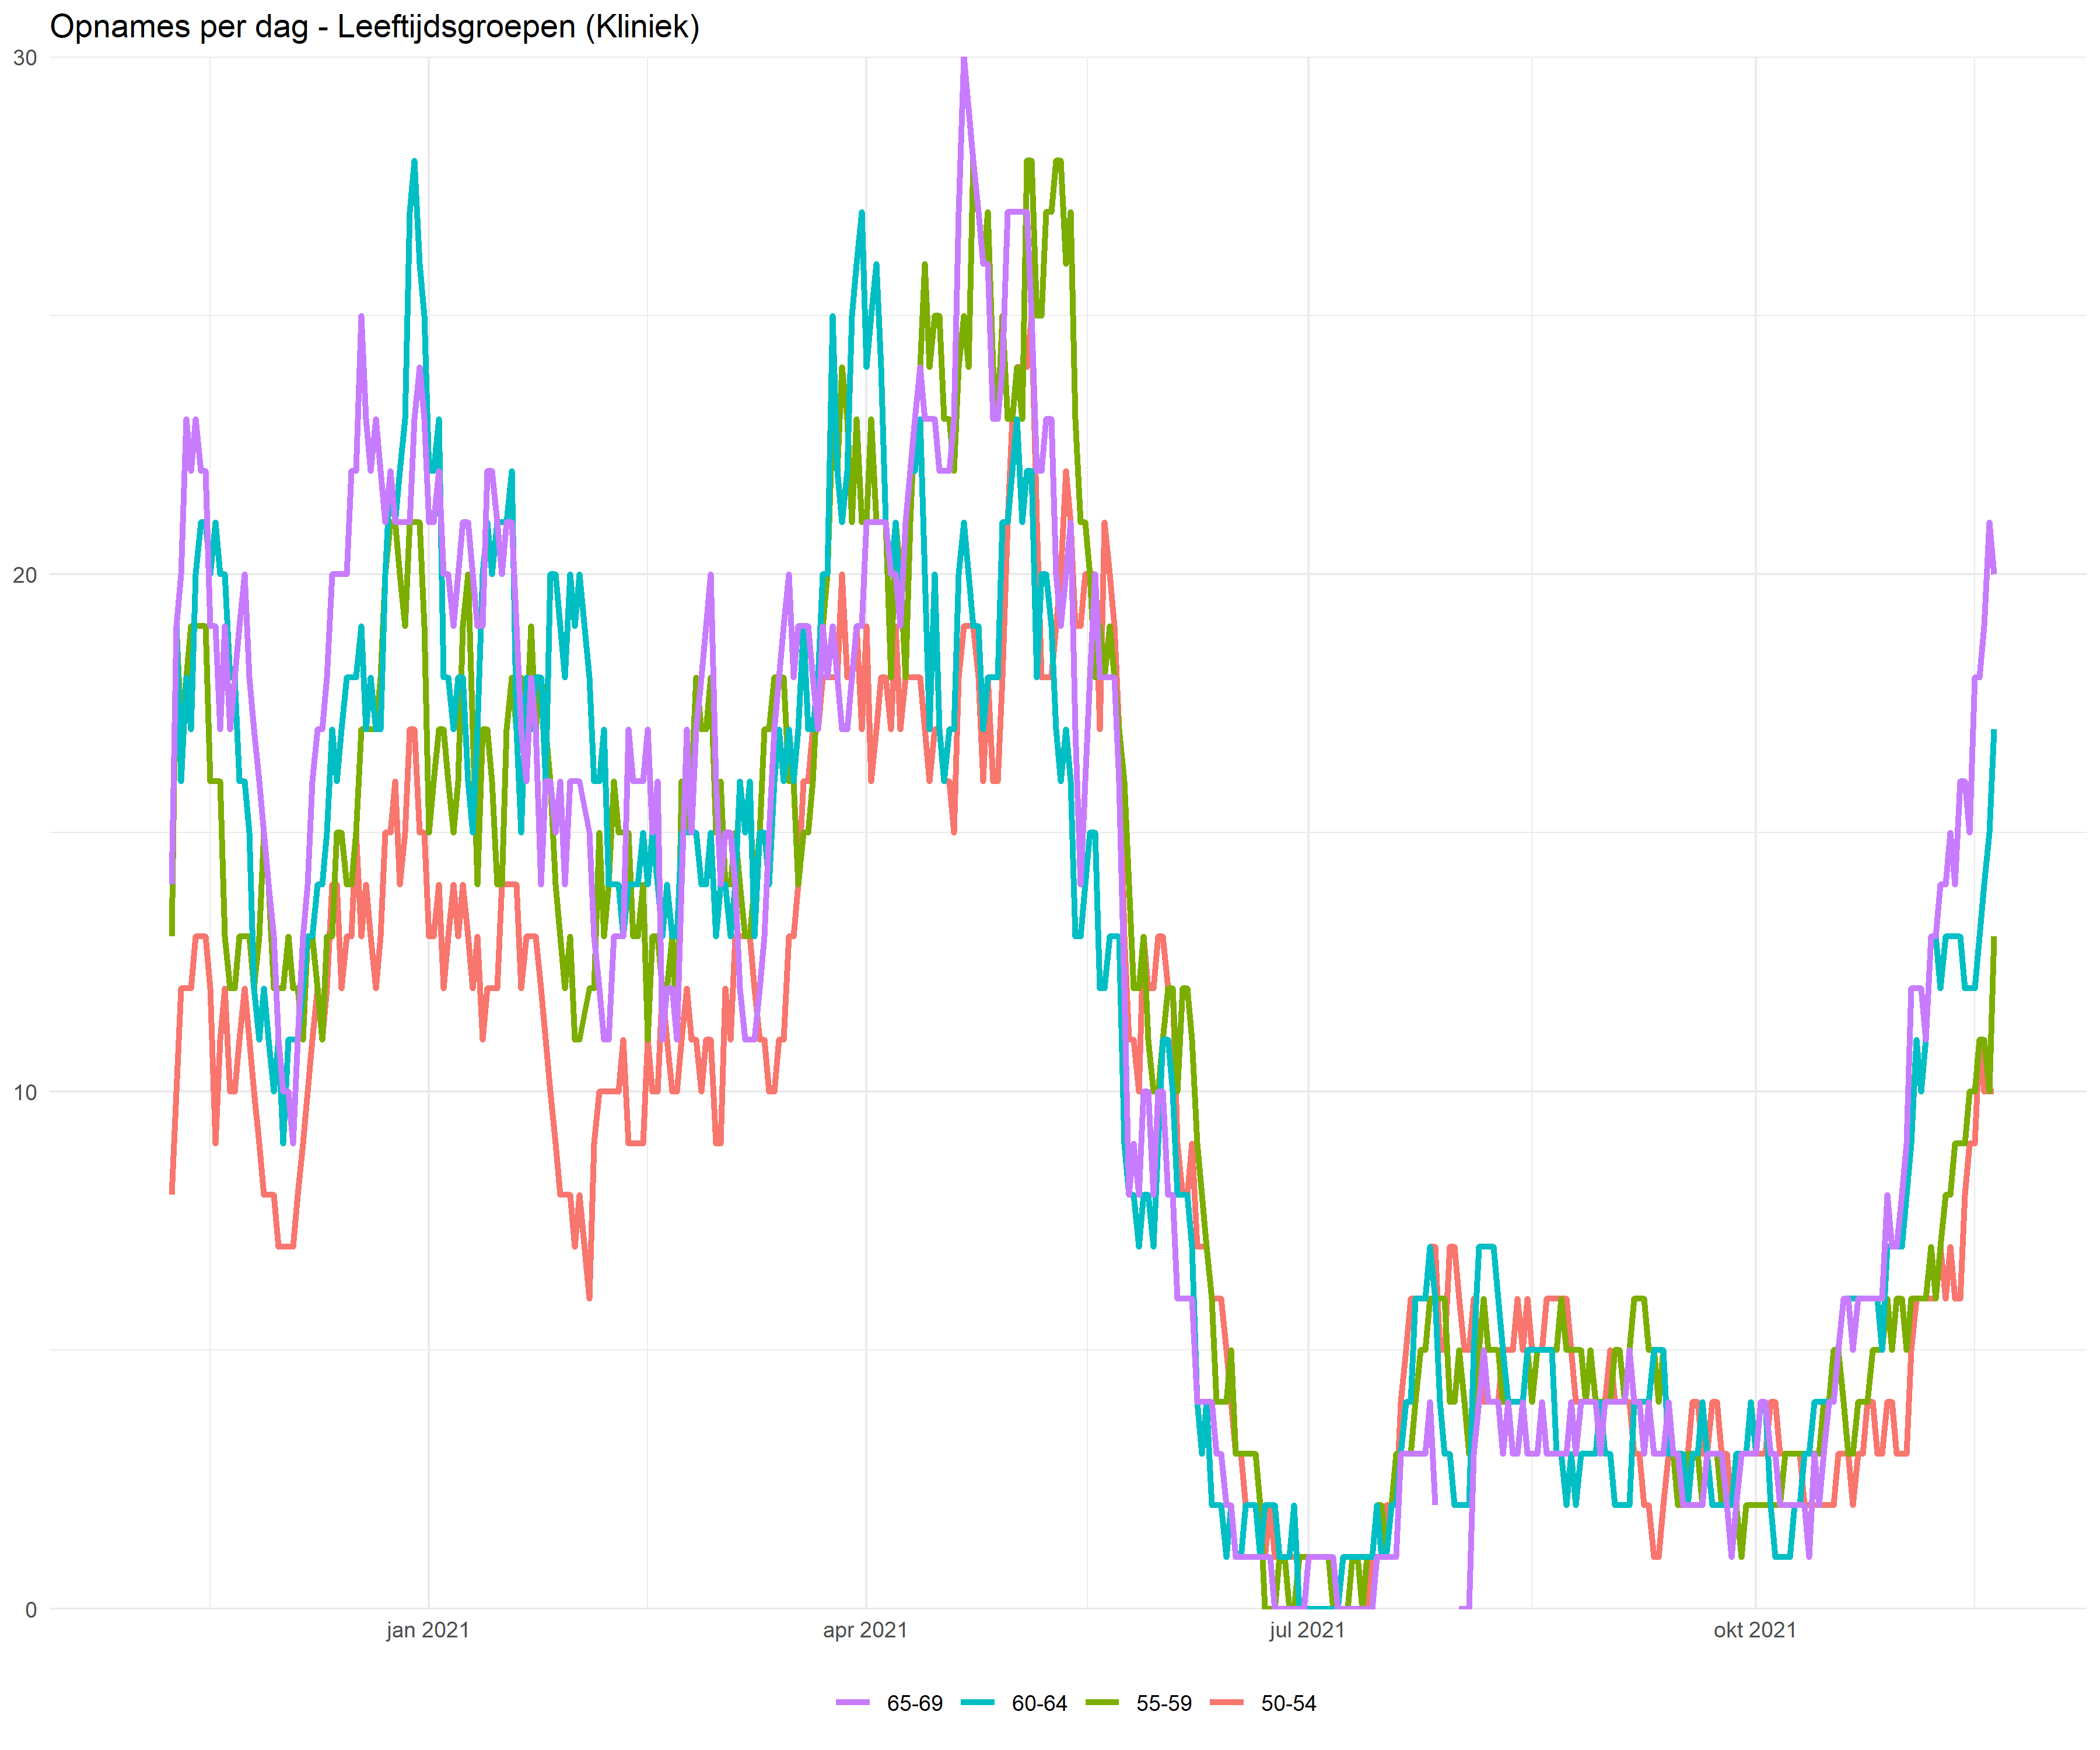 Opnames per dag - Leeftijdsgroepen (Kliniek)
30
20
10
0
jan 2021 apr 2021 jul 2021 okt 2021
65-69 60-64 55-59 50-54